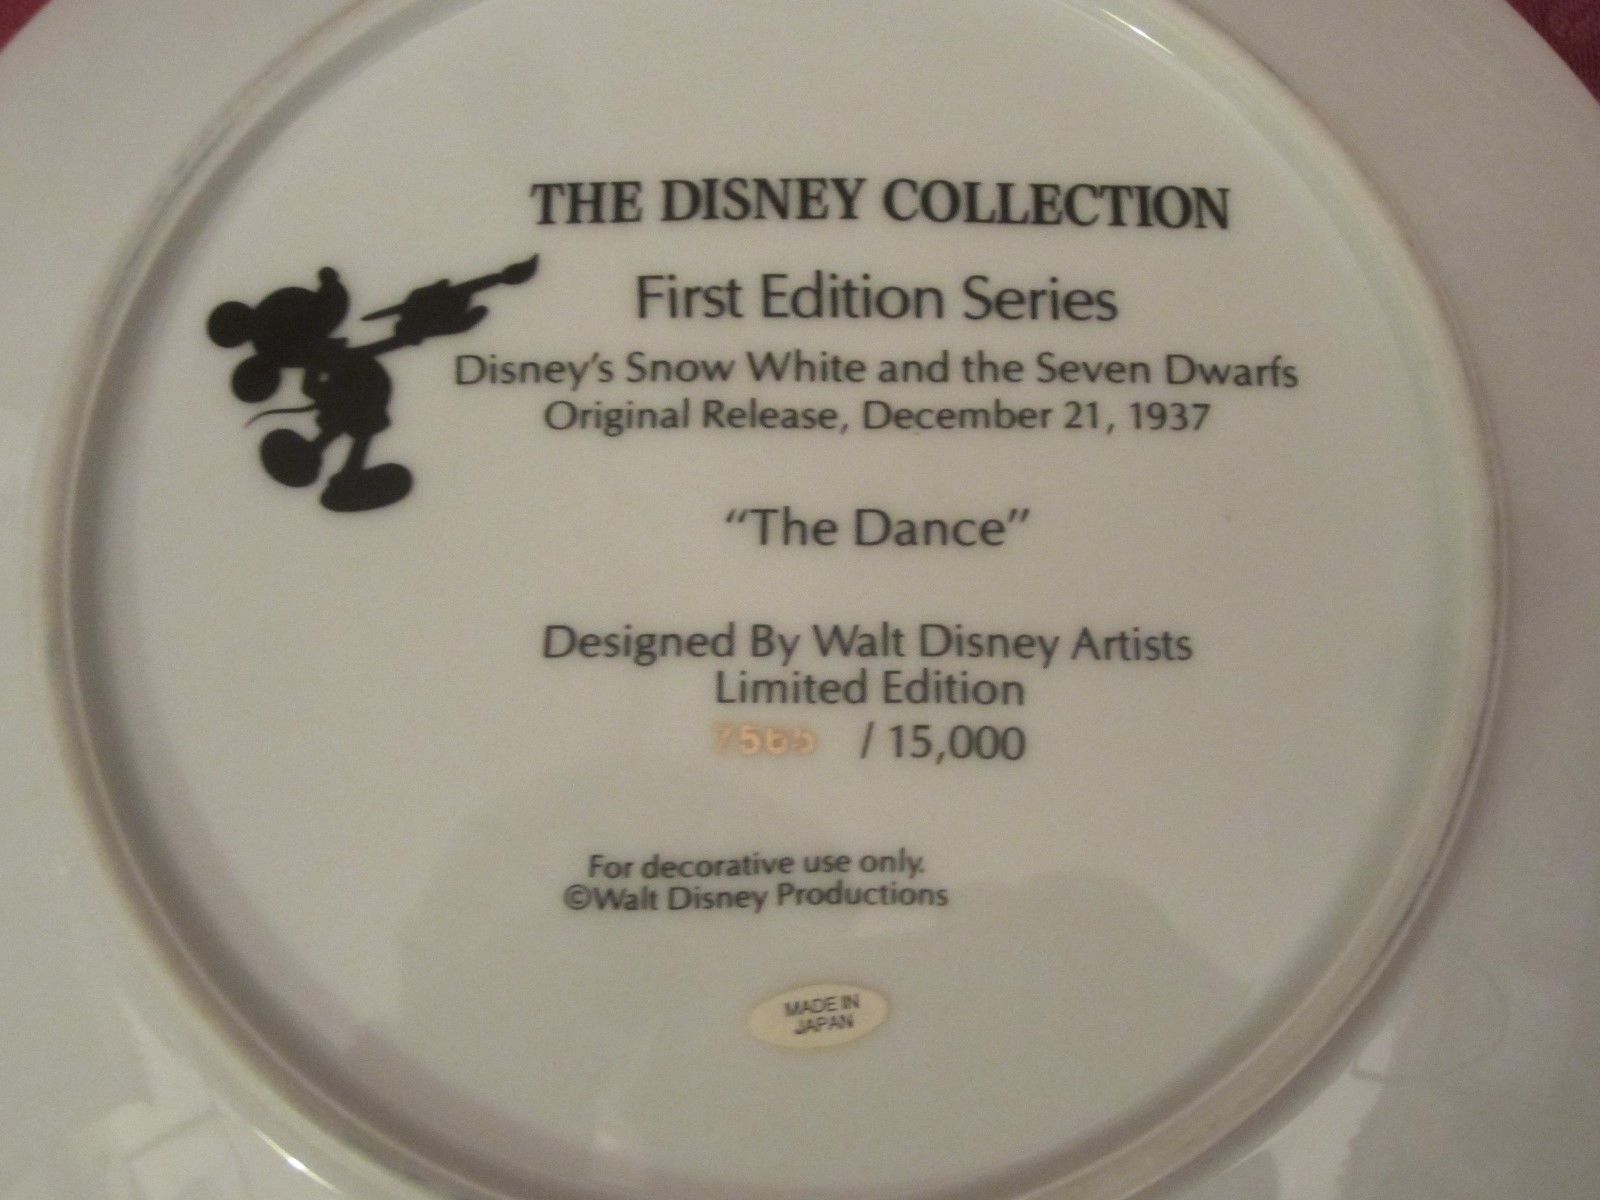 THE DISNEY COLLECTION
First Edition Series
Disney's Snow White and the Seven Dwarfs
Original Release, December 21, 1937
“The Dance”
Designed By Walt Disney Artists
Limited Edition
/ 15,000
For decorative use only.
©Walt Disney Productions
MADE IN
JAPAN